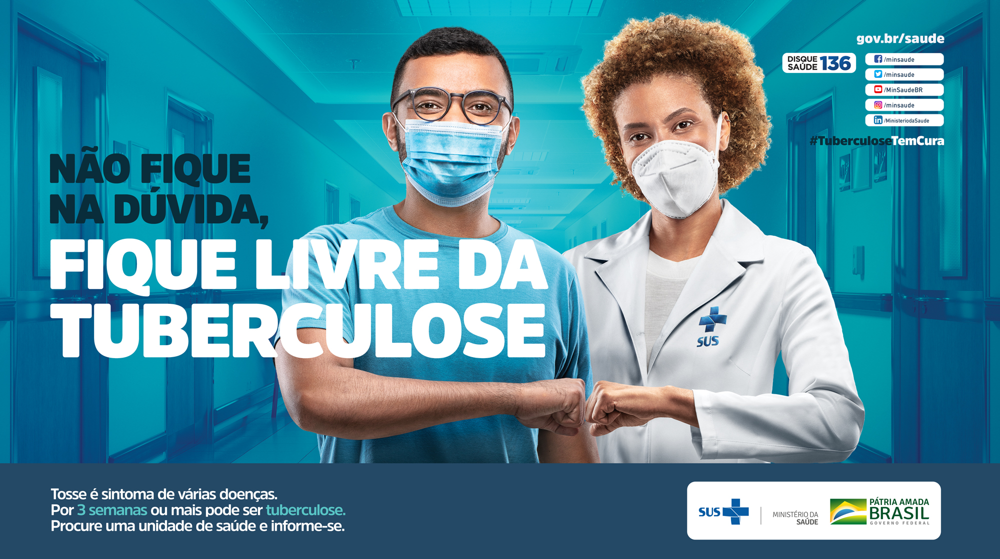 gov.br/saude
DISQUE
SAÚDE 136
/minsaude
/minsaude
/MinSaudeBR
/minsaude
/MinisteriodaSaude
#TuberculoseTemCura
NÃO FIQUE
NA DÚVIDA,
FIQUE LIVRE DA
TUBERCULOSE
SUS
Tosse é sintoma de várias doenças.
Por 3 semanas ou mais pode ser tuberculose.
Procure uma unidade de saúde e informe-se.
SUS
MINISTÉRIO DA
SAÚDE
PÁTRIA AMADA
BRASIL
GOVERNO FEDERAL